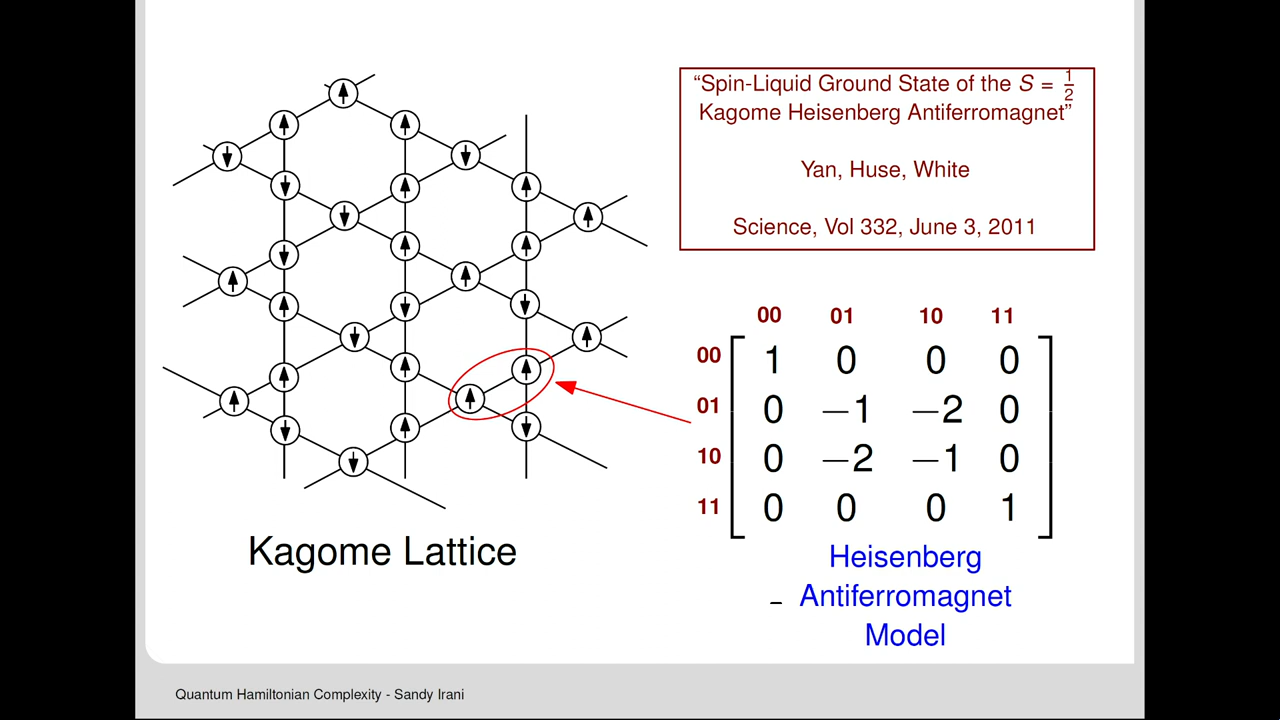 “Spin-Liquid Ground State of the S = 1/2
Kagome Heisenberg Antiferromagnet”
Yan, Huse, White
Science, Vol 332, June 3, 2011
00 01 10 11
00 1 0 0 0
01 0 −1 −2 0
10 0 −2 −1 0
11 0 0 0 1
Kagome Lattice
Heisenberg
Antiferromagnet
Model
Quantum Hamiltonian Complexity - Sandy Irani